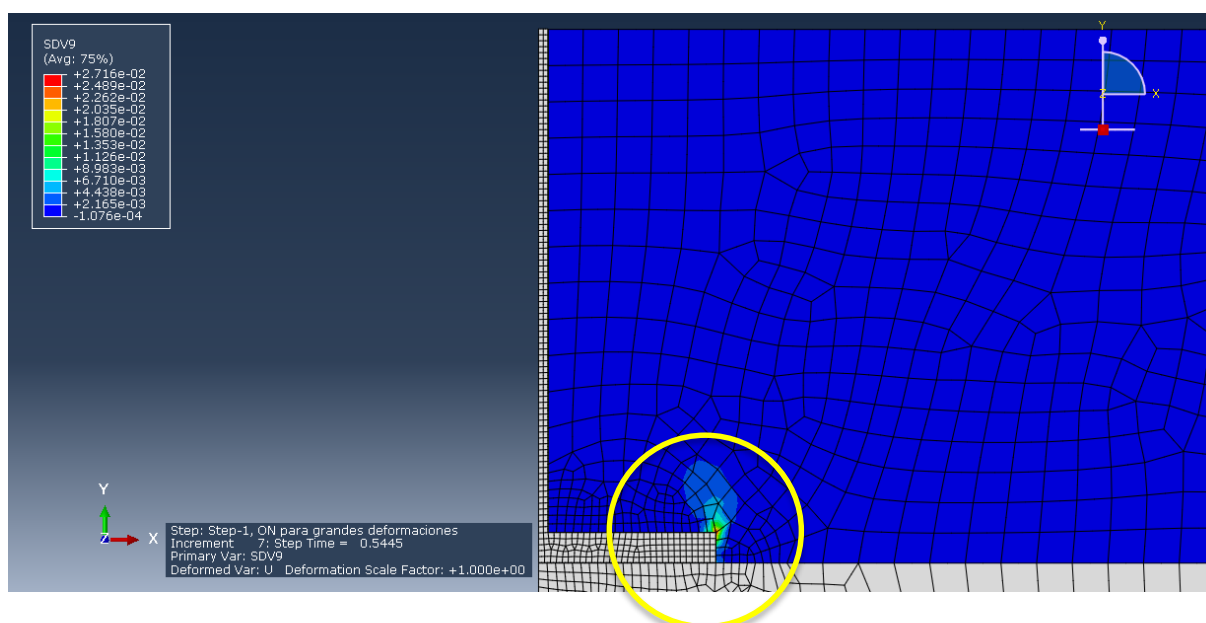 SDV9
(Avg: 75%)
+2.716e-02
+2.489e-02
+2.262e-02
+2.035e-02
+1.807e-02
+1.580e-02
+1.353e-02
+1.126e-02
+8.983e-03
+6.710e-03
+4.438e-03
+2.165e-03
-1.076e-04
Y
Z
X
Y
Z
X
Step: Step-1, ON para grandes deformaciones
Increment 7: Step Time = 0.5445
Primary Var: SDV9
Deformed Var: U Deformation Scale Factor: +1.000e+00